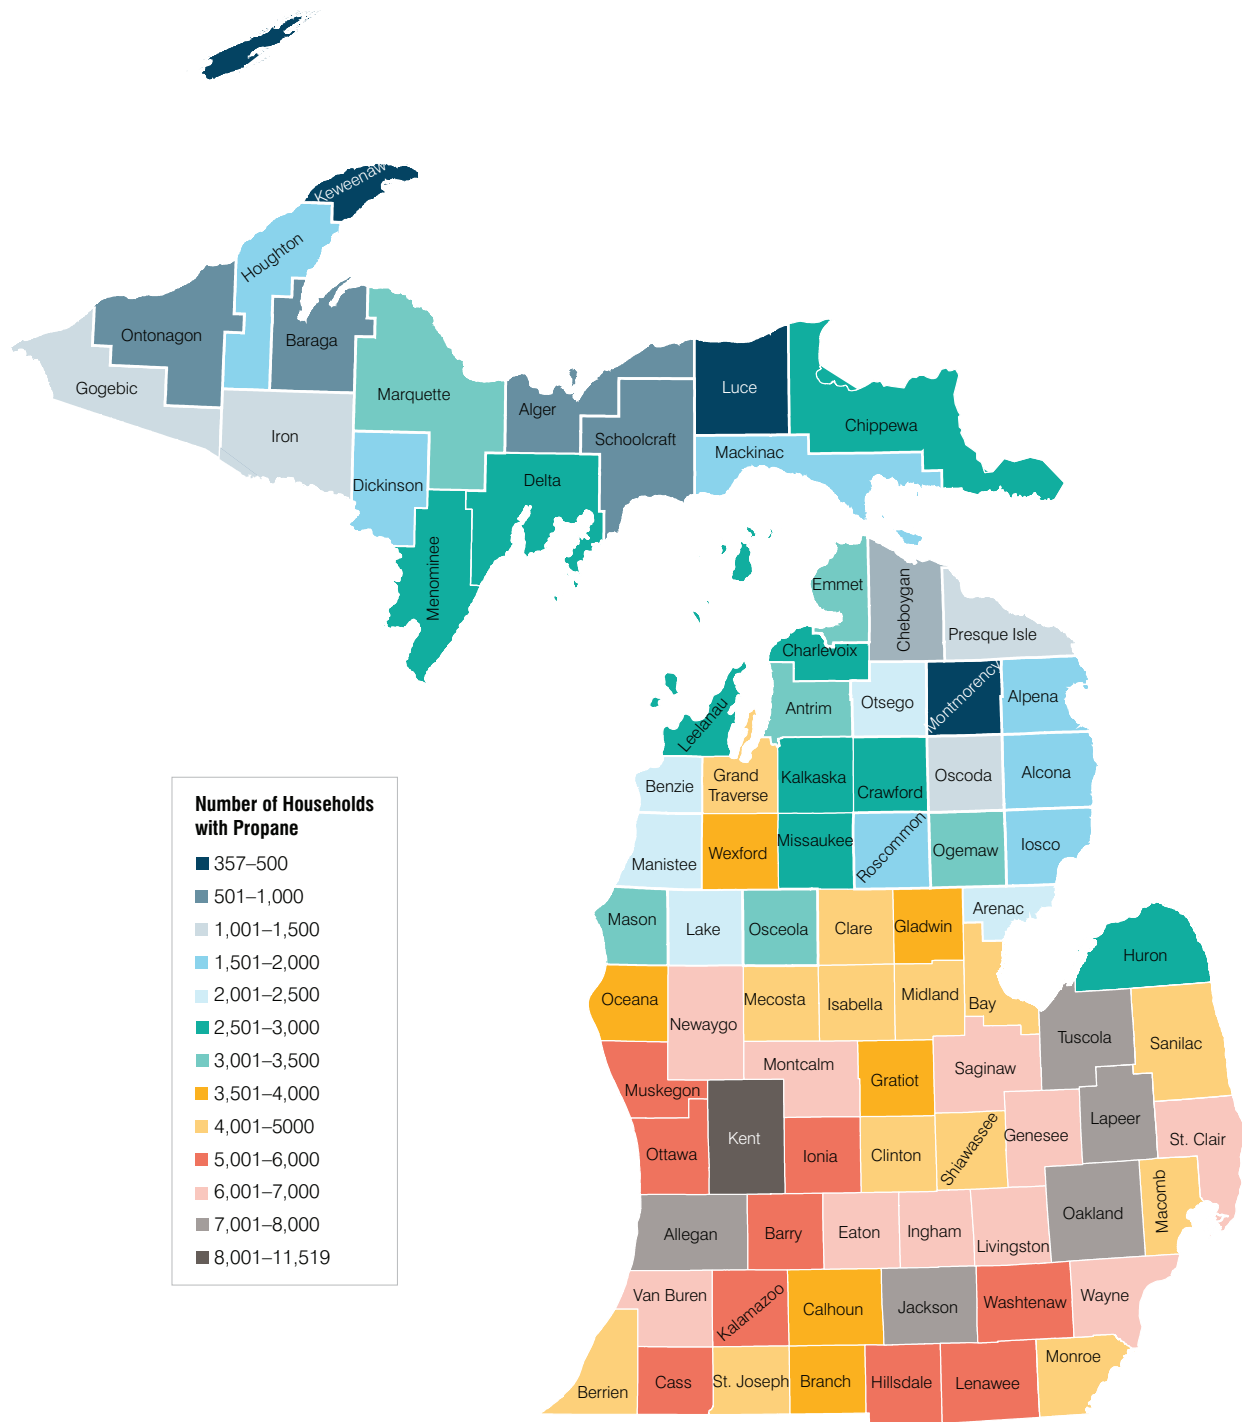 Keweenaw
Houghton
Ontonagon
Baraga
Gogebic
Marquette
Luce
Alger
Chippewa
Iron
Schoolcraft
Mackinac
Dickinson
Delta
Menominee
Emmet
Cheboygan
Presque Isle
Charlevoix
Leelanau
Antrim
Otsego
Montmorency
Alpena
Benzie
Grand
Traverse
Kalkaska
Crawford
Oscoda
Alcona
Manistee
Wexford
Missaukee
Roscommon
Ogemaw
Iosco
Mason
Lake
Osceola
Clare
Gladwin
Arenac
Huron
Oceana
Newaygo
Mecosta
Isabella
Midland
Bay
Tuscola
Sanilac
Muskegon
Montcalm
Gratiot
Saginaw
Lapeer
Kent
Ottawa
Ionia
Clinton
Shiawassee
Genesee
St. Clair
Allegan
Barry
Eaton
Ingham
Livingston
Oakland
Macomb
Van Buren
Kalamazoo
Calhoun
Jackson
Washtenaw
Wayne
Berrien
Cass
St. Joseph
Branch
Hillsdale
Lenawee
Monroe
Number of Households
with Propane
357–500
501–1,000
1,001–1,500
1,501–2,000
2,001–2,500
2,501–3,000
3,001–3,500
3,501–4,000
4,001–5000
5,001–6,000
6,001–7,000
7,001–8,000
8,001–11,519